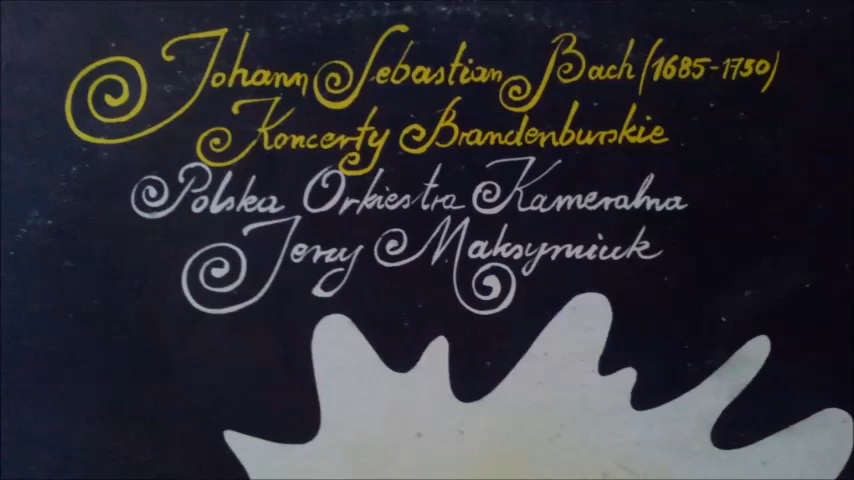 Johann Sebastian Bach (1685-1750)
Koncerty Brandenburskie
Polska Orkiestra Kameralna
Jerzy Maksymiuk